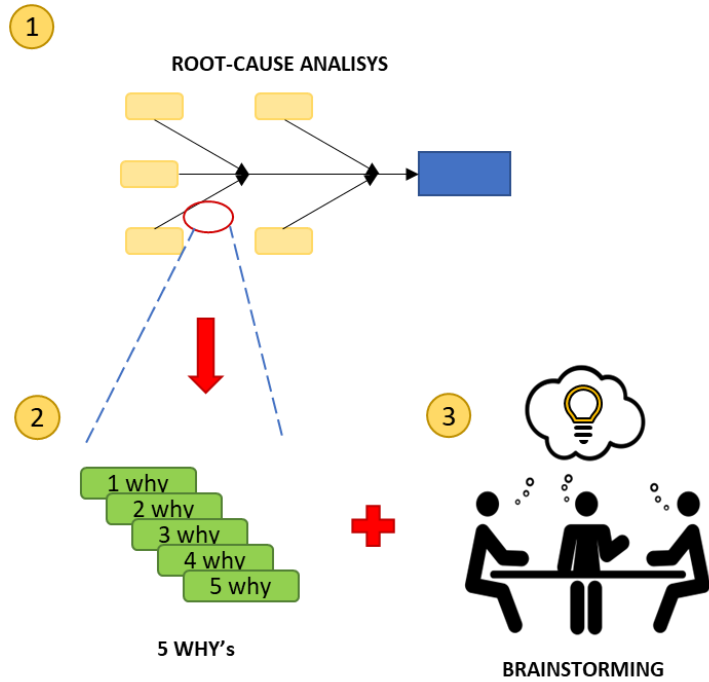 1
ROOT-CAUSE ANALISYS
2
1 why
2 why
3 why
4 why
5 why
5 WHY's
3
BRAINSTORMING